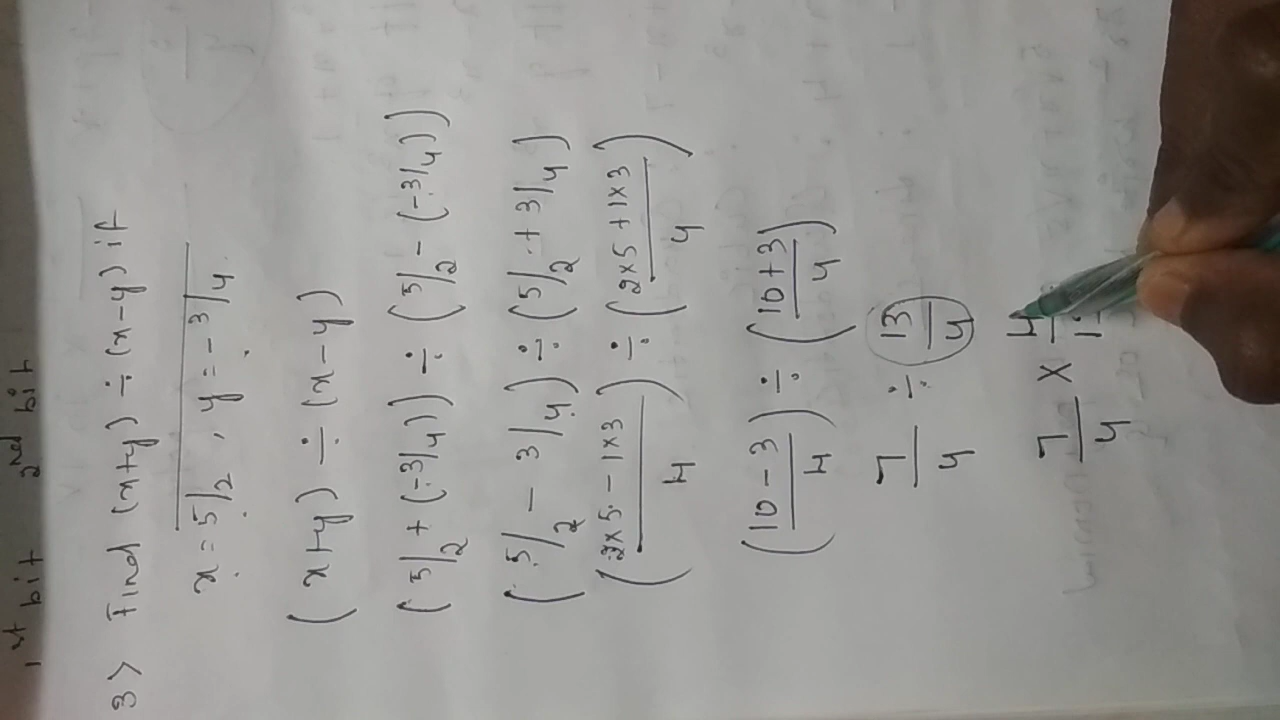 1st bit 2nd bit
3> Find (x+y) ÷ (x-y) if
x = 5/2 , y = -3/4.
(x+y) ÷ (x-y)
(5/2 + (-3/4)) ÷ (5/2 - (-3/4))
(5/2 - 3/4) ÷ (5/2 + 3/4)
(2×5 - 1×3 / 4) ÷ (2×5 + 1×3 / 4)
(10 - 3 / 4) ÷ (10+3 / 4)
7/4 ÷ 13/4
7/4 × 4/